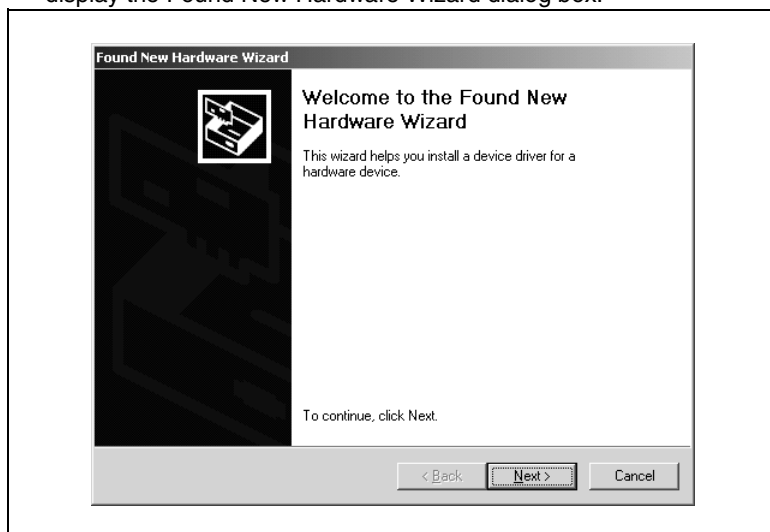 display the Found New Hardware Wizard dialog box.
Found New Hardware Wizard
Welcome to the Found New
Hardware Wizard
This wizard helps you install a device driver for a
hardware device.
To continue, click Next.
< Back
Next >
Cancel